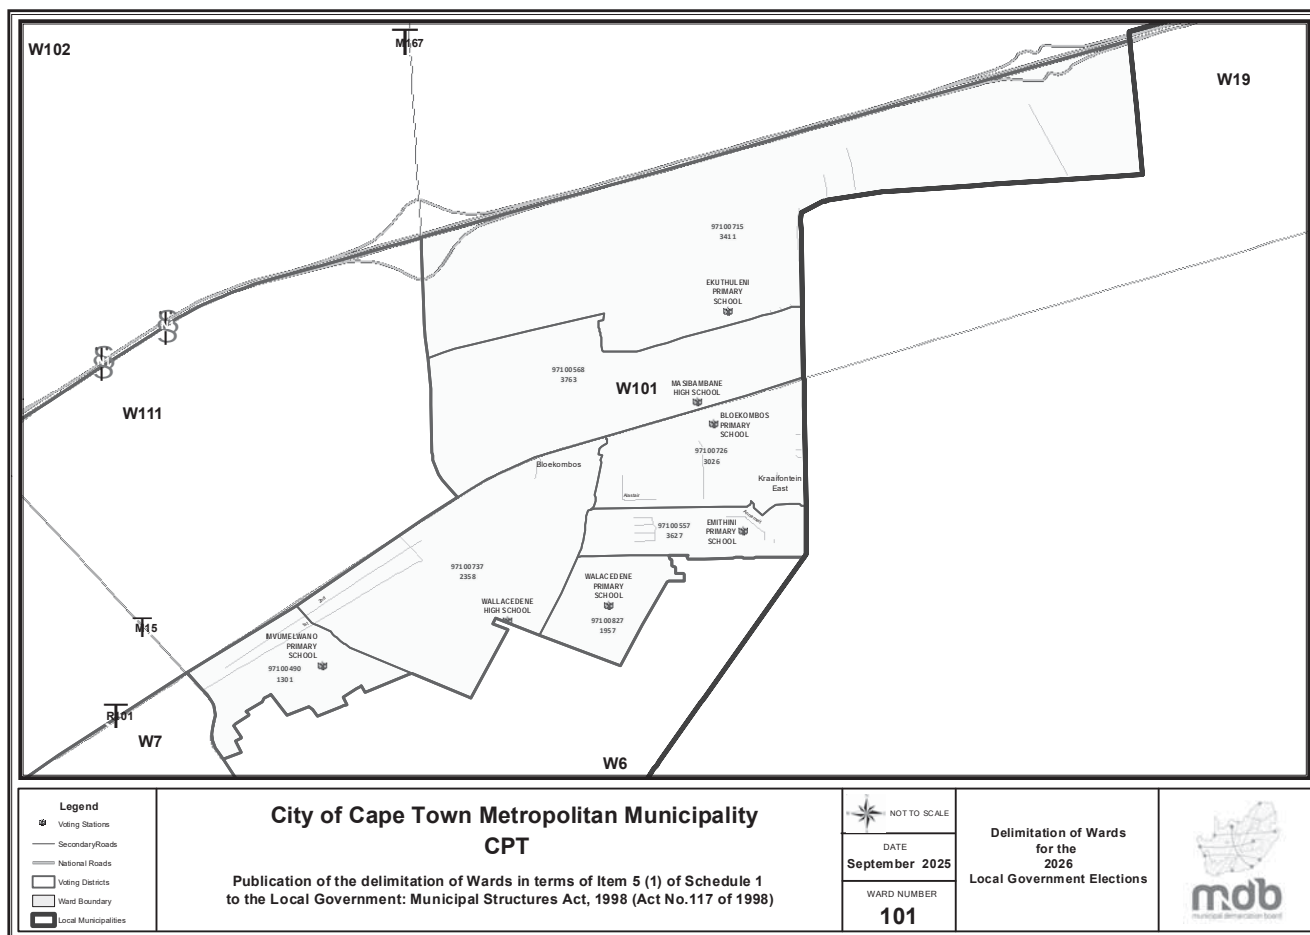 W102
M167
W19
97100715
3411
EKUTHULENI
PRIMARY
SCHOOL
97100568
3763
W101
MASIBAMBANE
HIGH SCHOOL
W111
BLOEKOMBOS
PRIMARY
SCHOOL
97100726
3026
Bloekombos
Kraaifontein
East
97100557
3627
EMITHINI
PRIMARY
SCHOOL
97100737
2358
WALACEDENE
PRIMARY
SCHOOL
97100827
1957
WALLACEDENE
HIGH SCHOOL
M15
MVUMELWANO
PRIMARY
SCHOOL
97100490
1301
R101
W7
W6
Legend
Voting Stations
SecondaryRoads
National Roads
Voting Districts
Ward Boundary
Local Municipalities
City of Cape Town Metropolitan Municipality
CPT
Publication of the delimitation of Wards in terms of Item 5 (1) of Schedule 1
to the Local Government: Municipal Structures Act, 1998 (Act No.117 of 1998)
NOT TO SCALE
DATE
September 2025
WARD NUMBER
101
Delimitation of Wards
for the
2026
Local Government Elections
mdb
municipal demarcation board